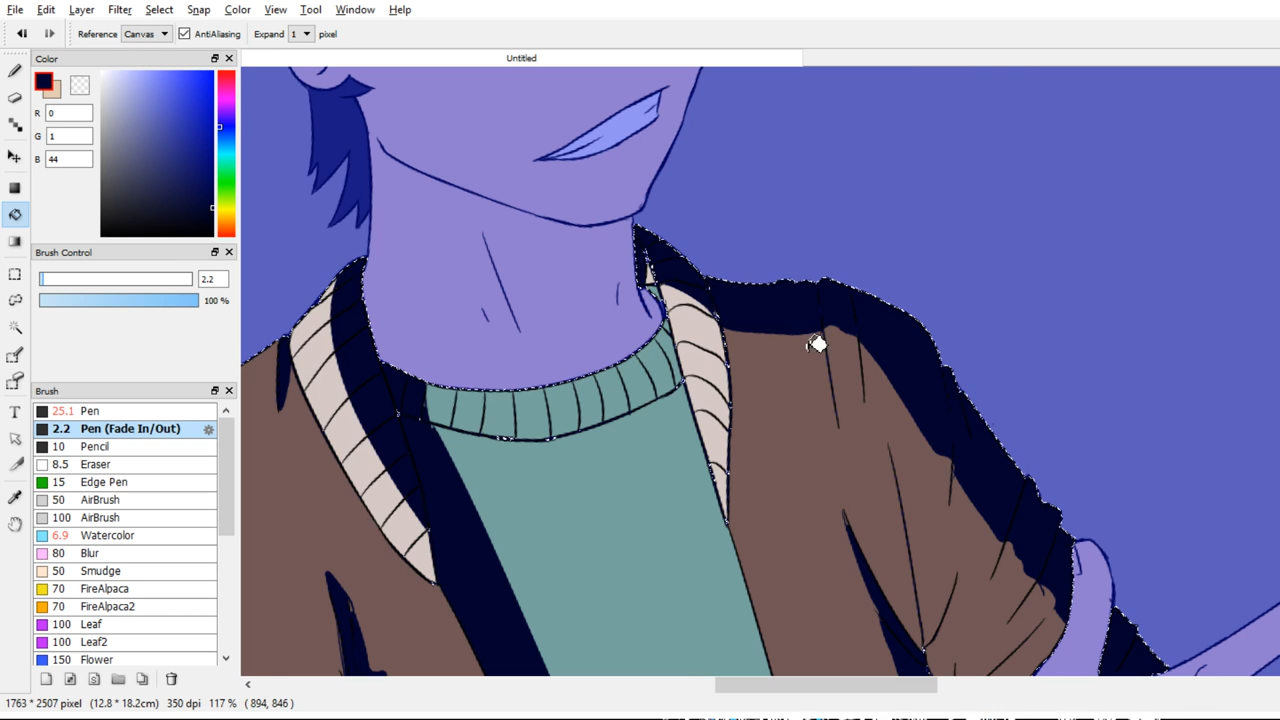 File Edit Layer Filter Select Snap Color View Tool Window Help
Reference Canvas AntiAliasing Expand 1 pixel
Untitled
Color
R 0
G 1
B 44
Brush Control
2.2
100 %
Brush
25.1 Pen
2.2 Pen (Fade In/Out)
10 Pencil
8.5 Eraser
15 Edge Pen
50 AirBrush
100 AirBrush
6.9 Watercolor
80 Blur
50 Smudge
70 FireAlpaca
70 FireAlpaca2
100 Leaf
100 Leaf2
150 Flower
1763 * 2507 pixel (12.8 * 18.2cm) 350 dpi 117 % ( 894, 846 )